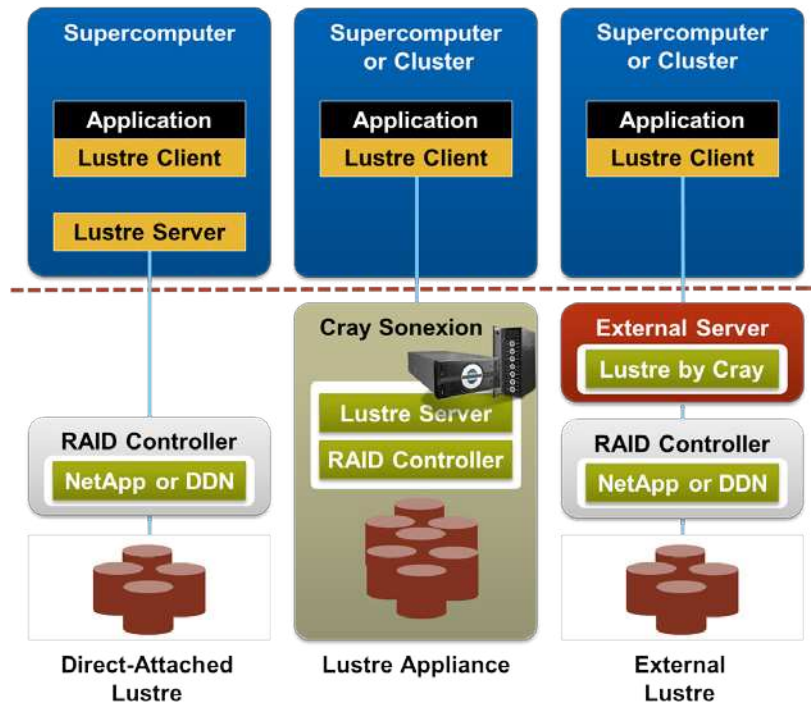 Supercomputer
Application
Lustre Client
Lustre Server
RAID Controller
NetApp or DDN
Direct-Attached
Lustre
Supercomputer
or Cluster
Application
Lustre Client
Cray Sonexion
Lustre Server
RAID Controller
Lustre Appliance
Supercomputer
or Cluster
Application
Lustre Client
External Server
Lustre by Cray
RAID Controller
NetApp or DDN
External
Lustre